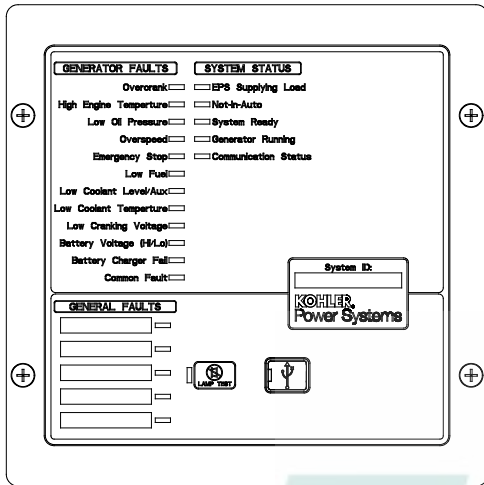 GENERATOR FAULTS
Overcrank
High Engine Temperture
Low Oil Pressure
Overspeed
Emergency Stop
Low Fuel
Low Coolant Level/Aux
Low Coolant Temperture
Low Cranking Voltage
Battery Voltage (Hi/Lo)
Battery Charger Fail
Common Fault
SYSTEM STATUS
EPS Supplying Load
Not-In-Auto
System Ready
Generator Running
Communication Status
System ID:
KOHLER.
Power Systems
GENERAL FAULTS
LAMP TEST